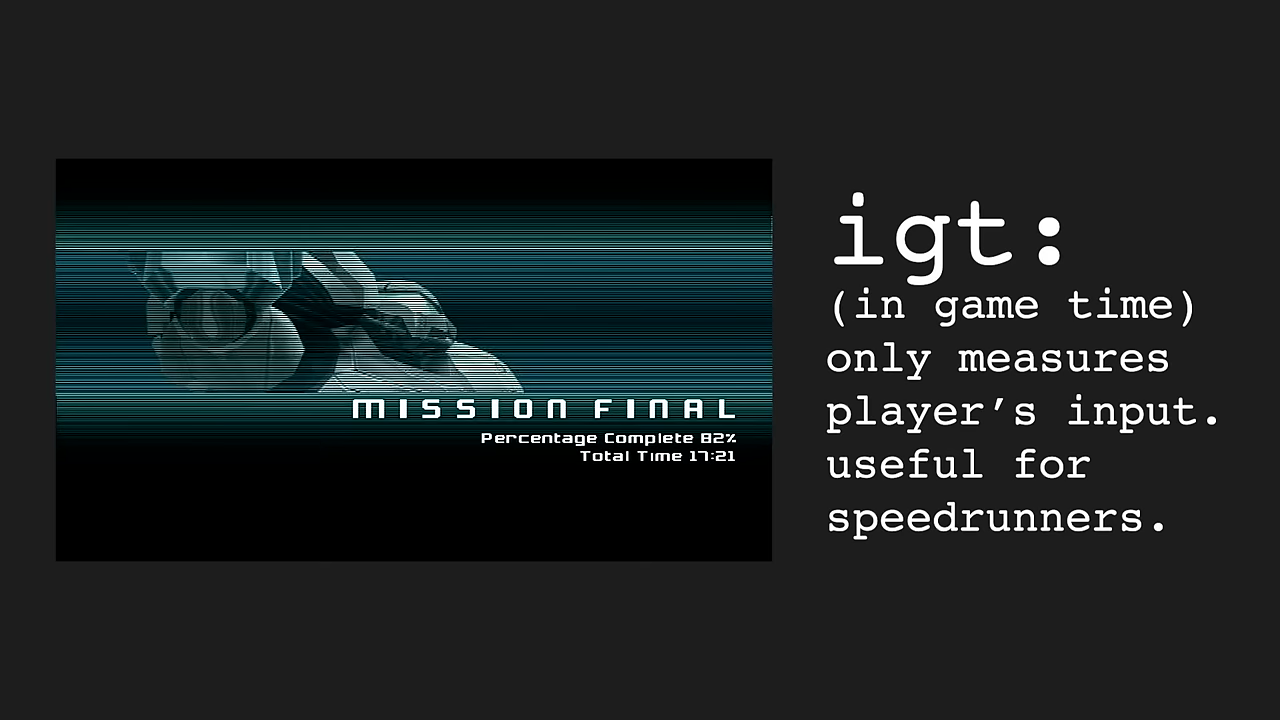 MISSION FINAL
Percentage Complete 82%
Total Time 17:21
igt:
(in game time)
only measures
player’s input.
useful for
speedrunners.